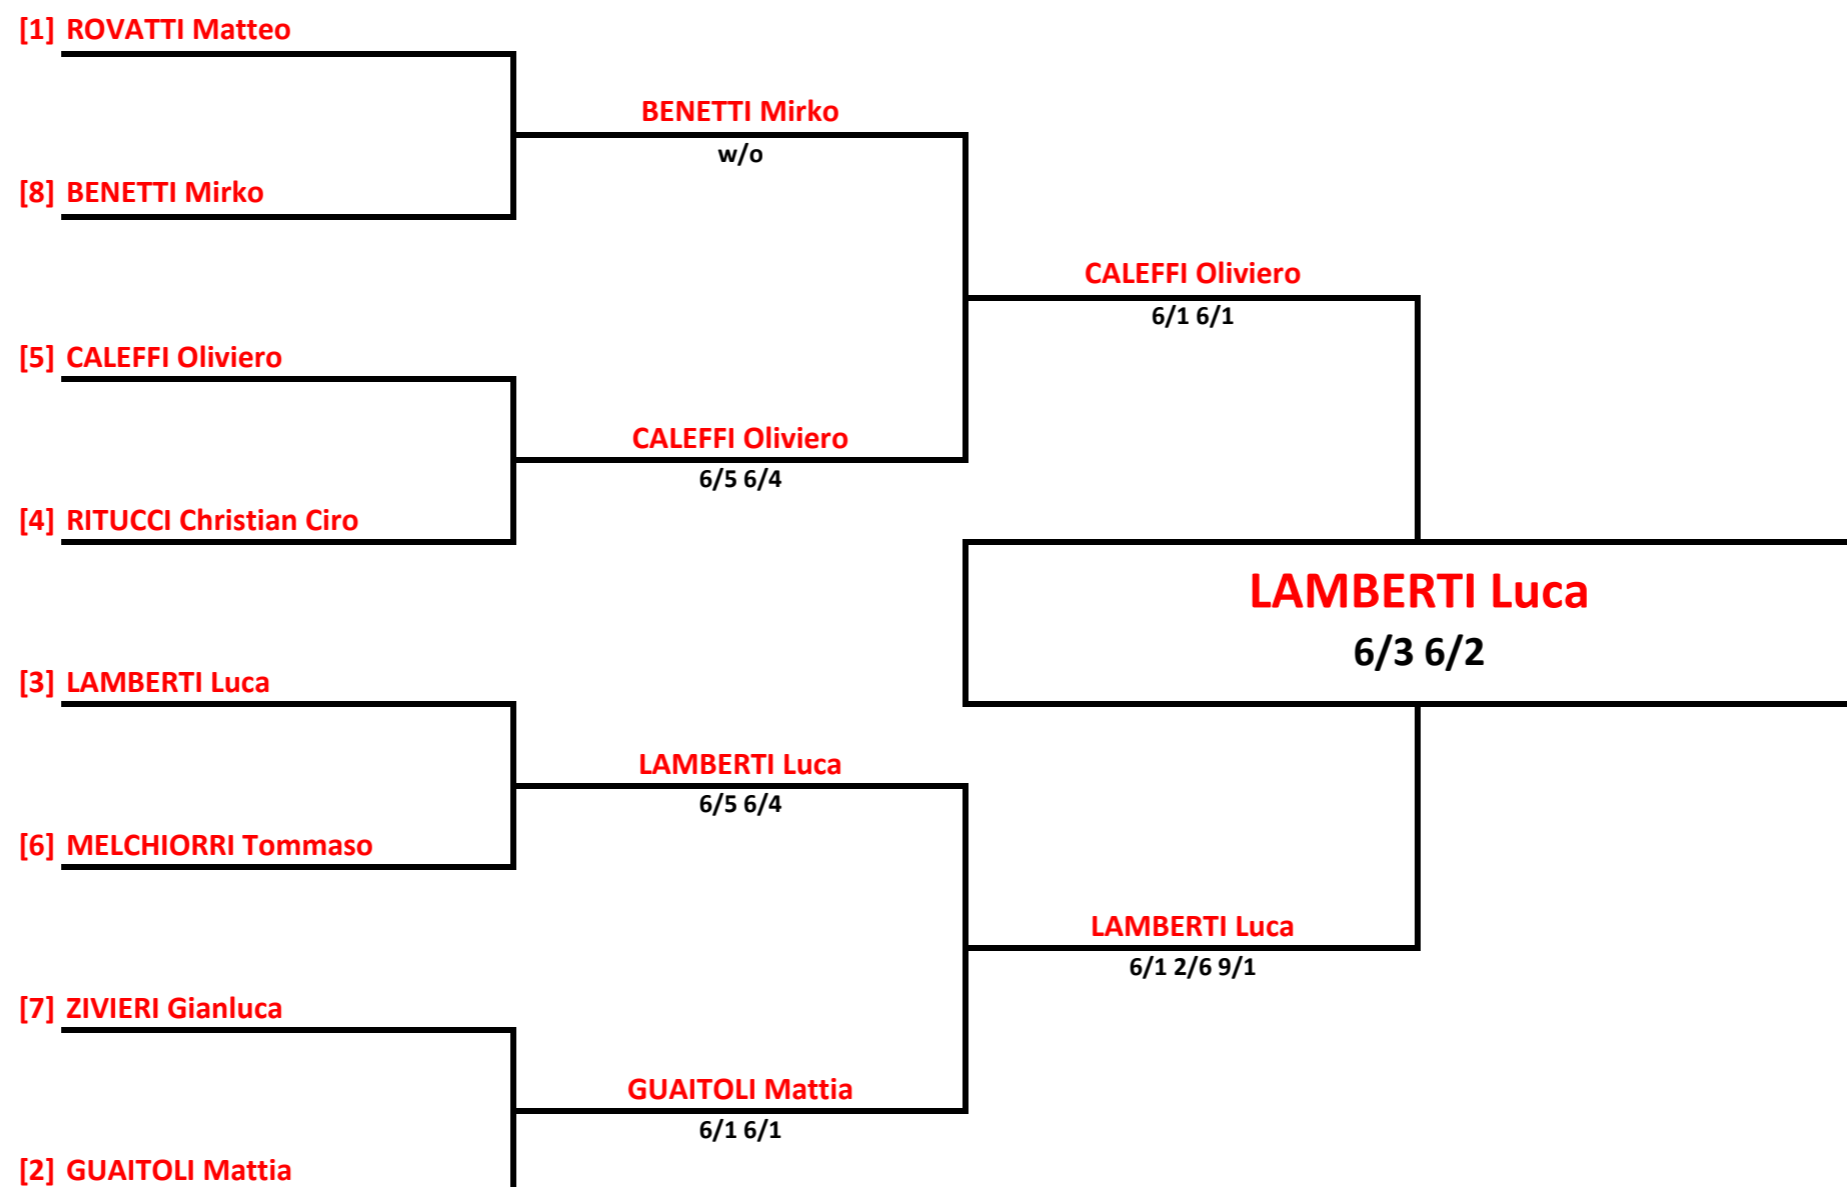 [1] ROVATTI Matteo
BENETTI Mirko
w/o
[8] BENETTI Mirko
CALEFFI Oliviero
6/1 6/1
[5] CALEFFI Oliviero
CALEFFI Oliviero
6/5 6/4
[4] RITUCCI Christian Ciro
LAMBERTI Luca
6/3 6/2
[3] LAMBERTI Luca
LAMBERTI Luca
6/5 6/4
[6] MELCHIORRI Tommaso
LAMBERTI Luca
6/1 2/6 9/1
[7] ZIVIERI Gianluca
GUAITOLI Mattia
6/1 6/1
[2] GUAITOLI Mattia